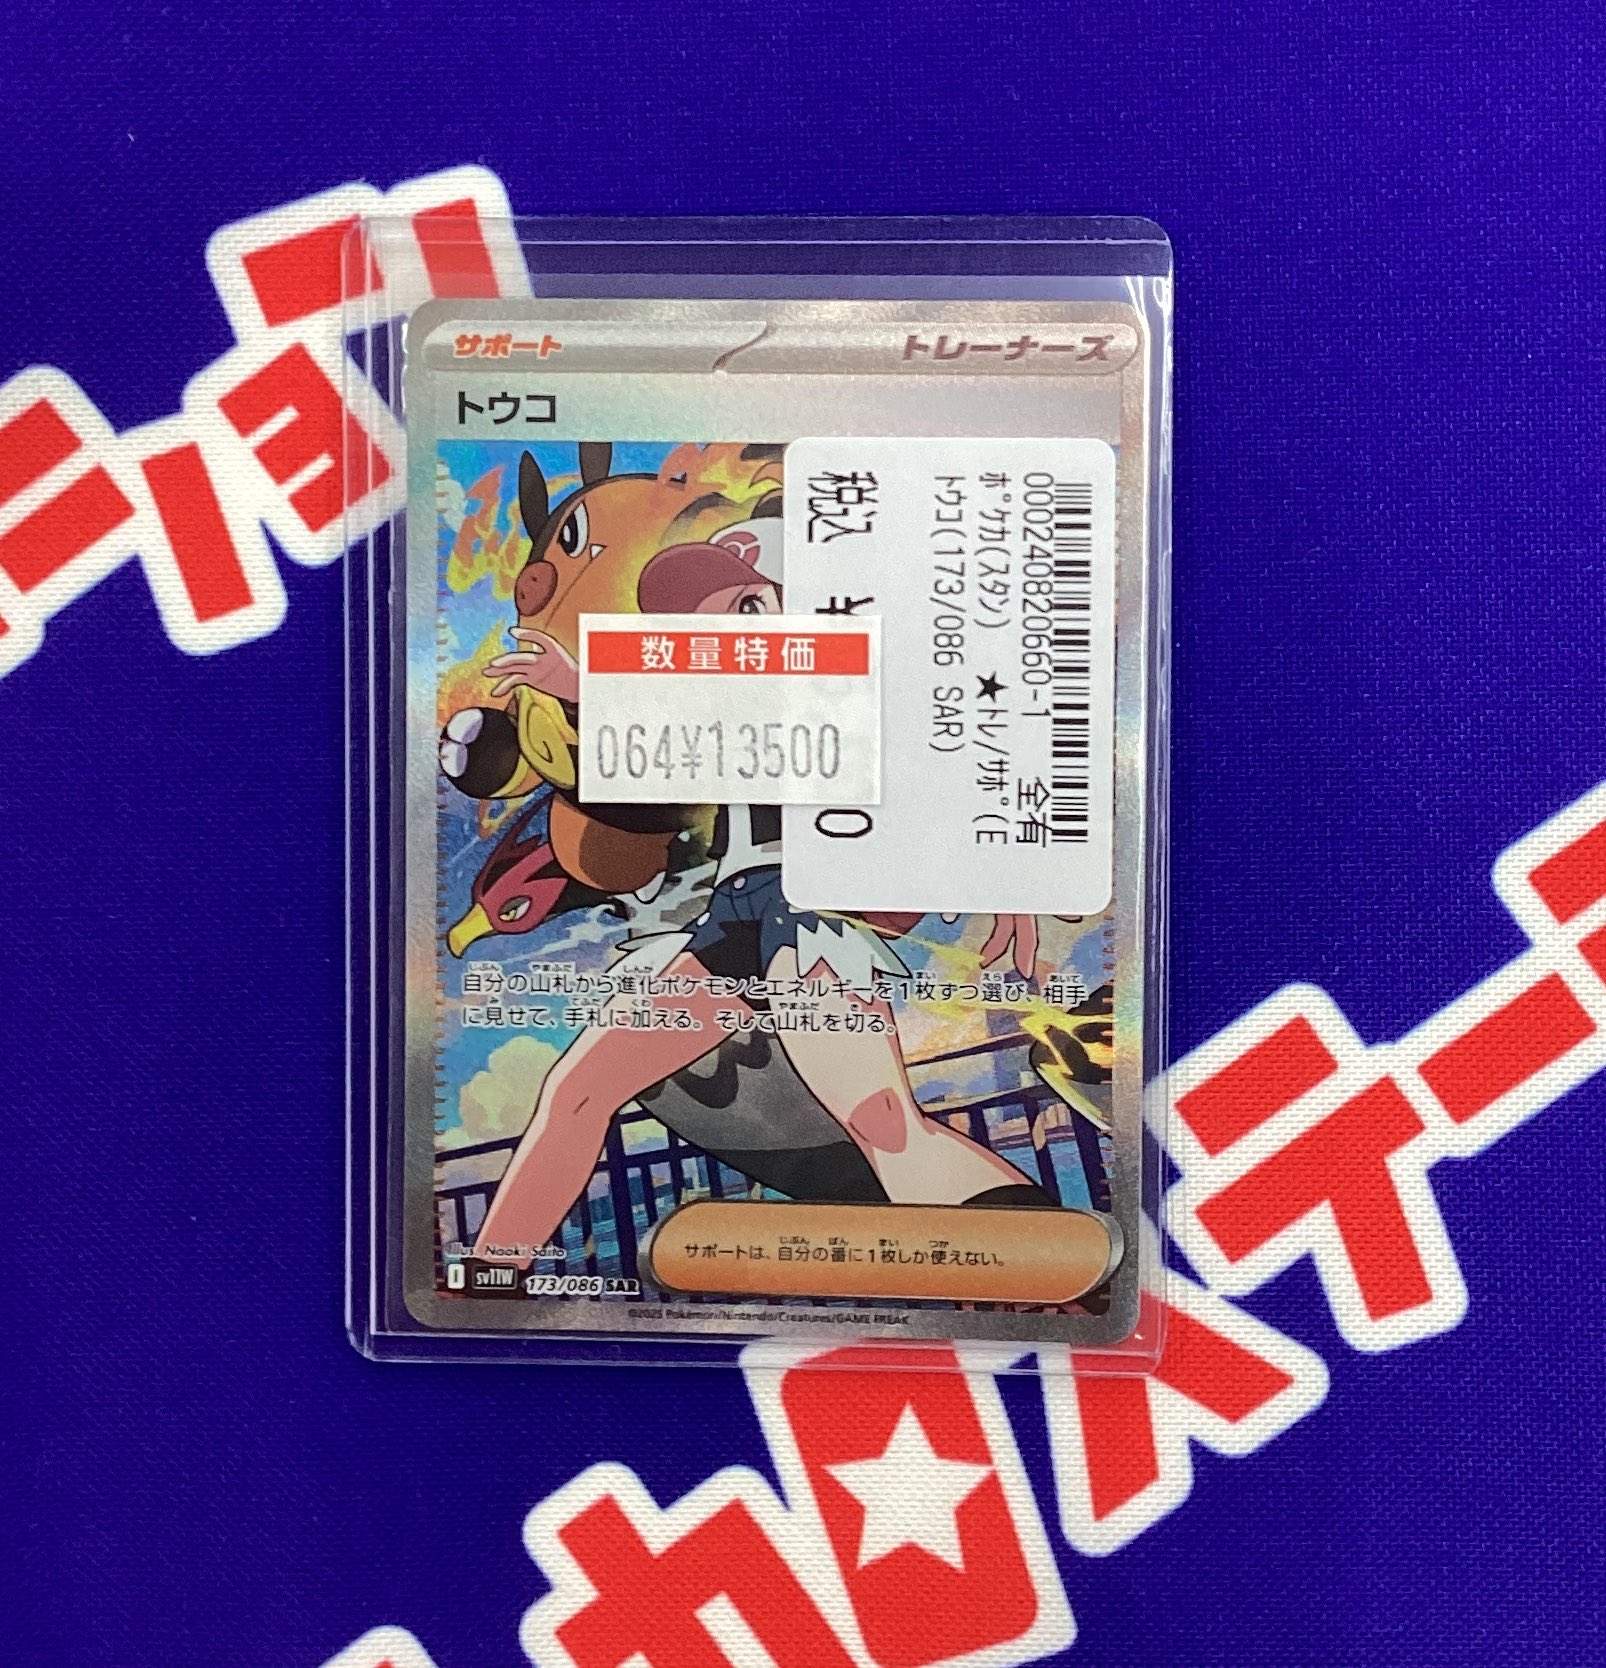 サポート
トレーナーズ
トウコ
税込 ¥
0
トウコ(173/086 SAR)
ポケカ(スタン) ★トレ/サポ(E
000240820660-1 全有
数量特価
064¥13500
自分の山札から進化ポケモンとエネルギーを1枚ずつ選び、相手
に見せて、手札に加える。そして山札を切る。
サポートは、自分の番に1枚しか使えない。
Illus. Naoki Saito
I sv11W 173/086 SAR
©2025 Pokémon/Nintendo/Creatures/GAME FREAK.